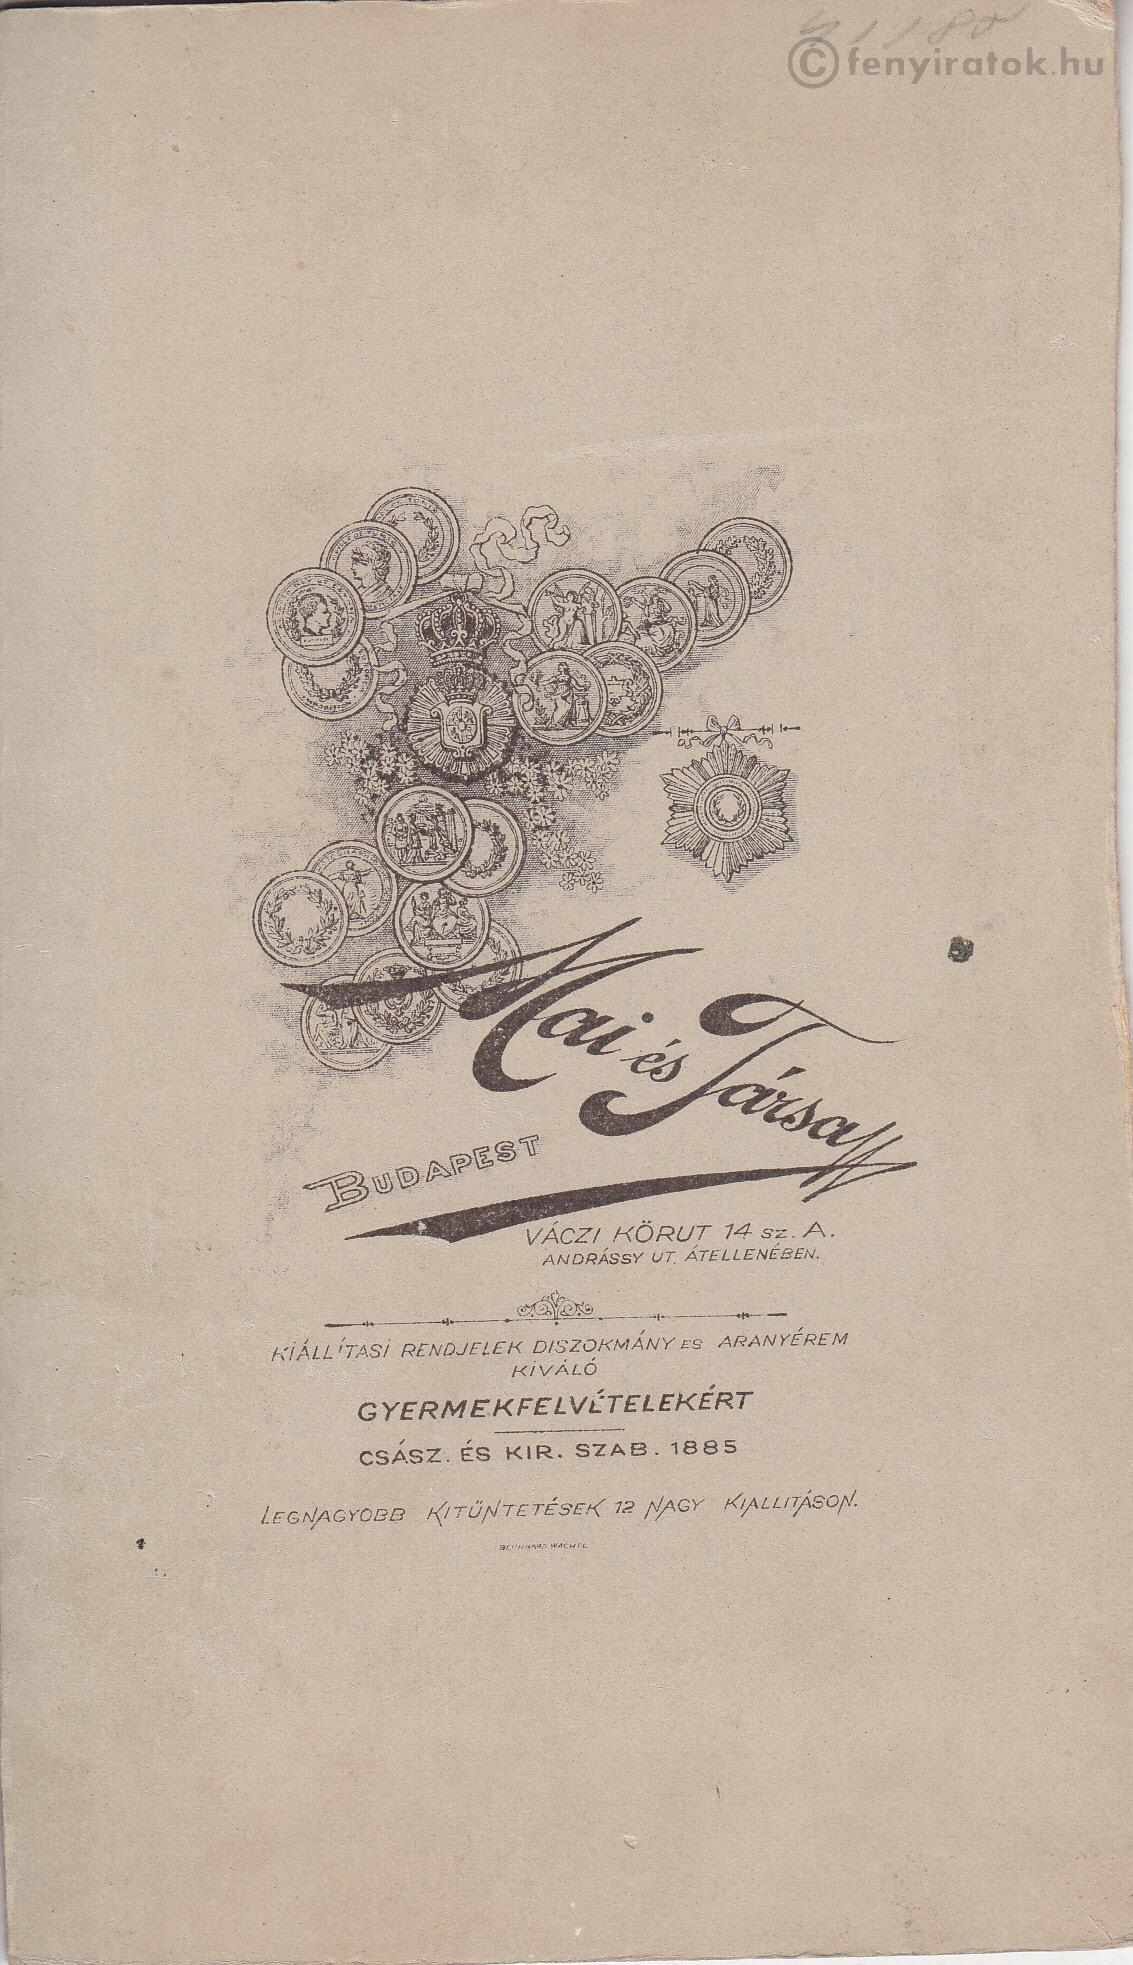 ©fenyiratok.hu
Mai és Társa
BUDAPEST
VÁCZI KÖRUT 14 SZ. A.
ANDRÁSSY UT. ÁTELLENÉBEN.
KIÁLLÍTASI RENDJELEK DISZOKMÁNY ES ARANYÉREM
KIVÁLÓ
GYERMEKFELVÉTELEKÉRT
CSÁSZ. ÉS KIR. SZAB. 1885
LEGNAGYOBB KITŰNTETÉSEK 12 NAGY KIALLITÁSON.
BERNHARD WACHTL